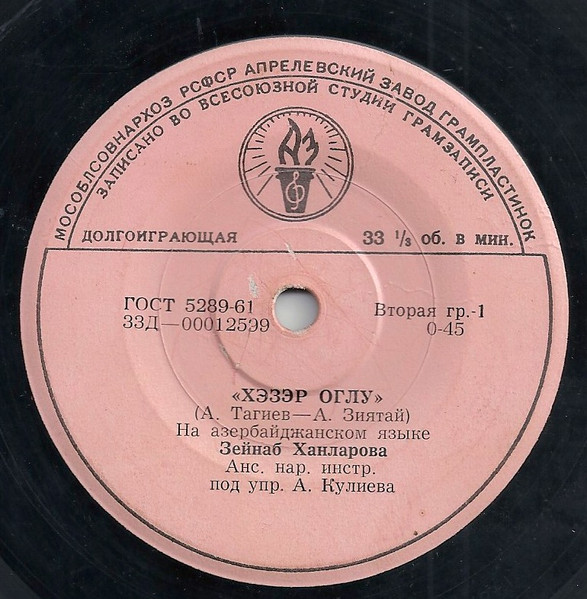 МОСОБЛСОВНАРХОЗ РСФСР АПРЕЛЕВСКИЙ ЗАВОД ГРАМПЛАСТИНОК
ЗАПИСАНО ВО ВСЕСОЮЗНОЙ СТУДИИ ГРАМЗАПИСИ
АЗ
ДОЛГОИГРАЮЩАЯ 33 ⅓ об. в мин.
ГОСТ 5289-61 Вторая гр.-1
33Д—00012599 0-45
«ХЭЗЭР ОГЛУ»
(А. Тагиев—А. Зиятай)
На азербайджанском языке
Зейнаб Ханларова
Анс. нар. инстр.
под упр. А. Кулиева